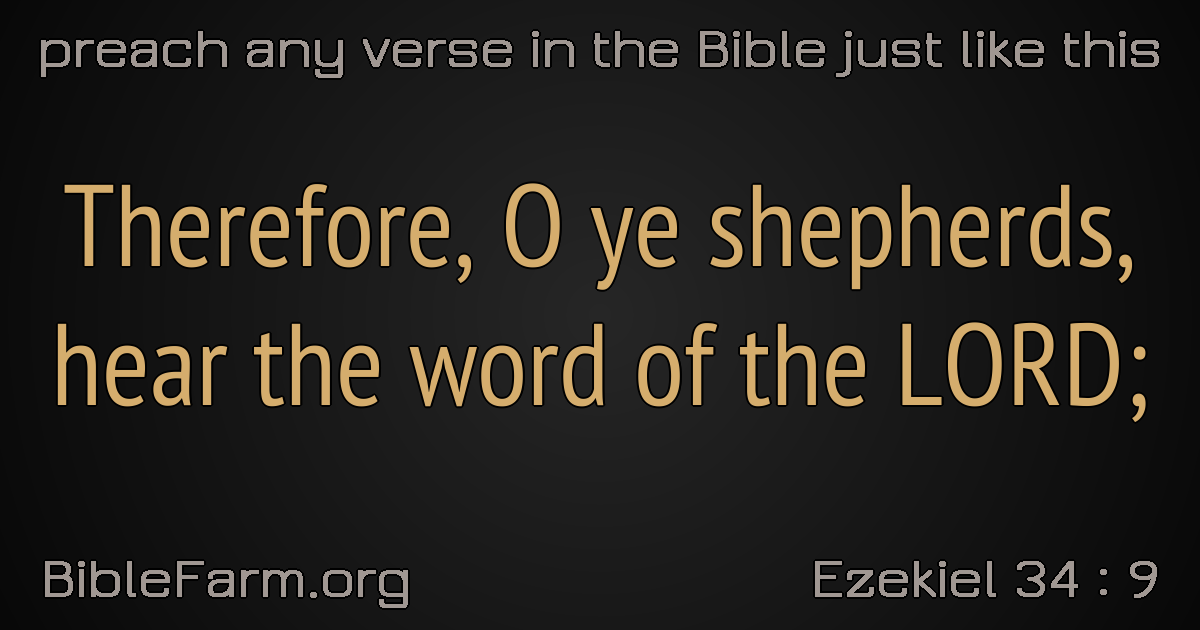 preach any verse in the Bible just like this
Therefore, O ye shepherds,
hear the word of the LORD;
BibleFarm.org
Ezekiel 34 : 9